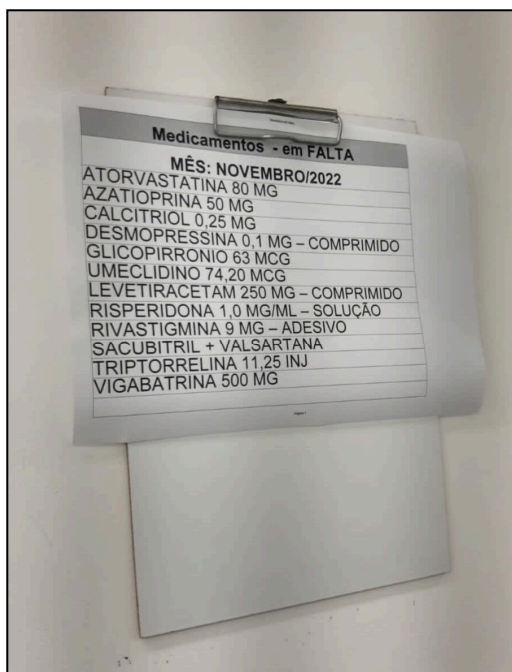 Medicamentos - em FALTA
MÊS: NOVEMBRO/2022
ATORVASTATINA 80 MG
AZATIOPRINA 50 MG
CALCITRIOL 0,25 MG
DESMOPRESSINA 0,1 MG – COMPRIMIDO
GLICOPIRRONIO 63 MCG
UMECLIDINO 74,20 MCG
LEVETIRACETAM 250 MG – COMPRIMIDO
RISPERIDONA 1,0 MG/ML – SOLUÇÃO
RIVASTIGMINA 9 MG – ADESIVO
SACUBITRIL + VALSARTANA
TRIPTORRELINA 11,25 INJ
VIGABATRINA 500 MG